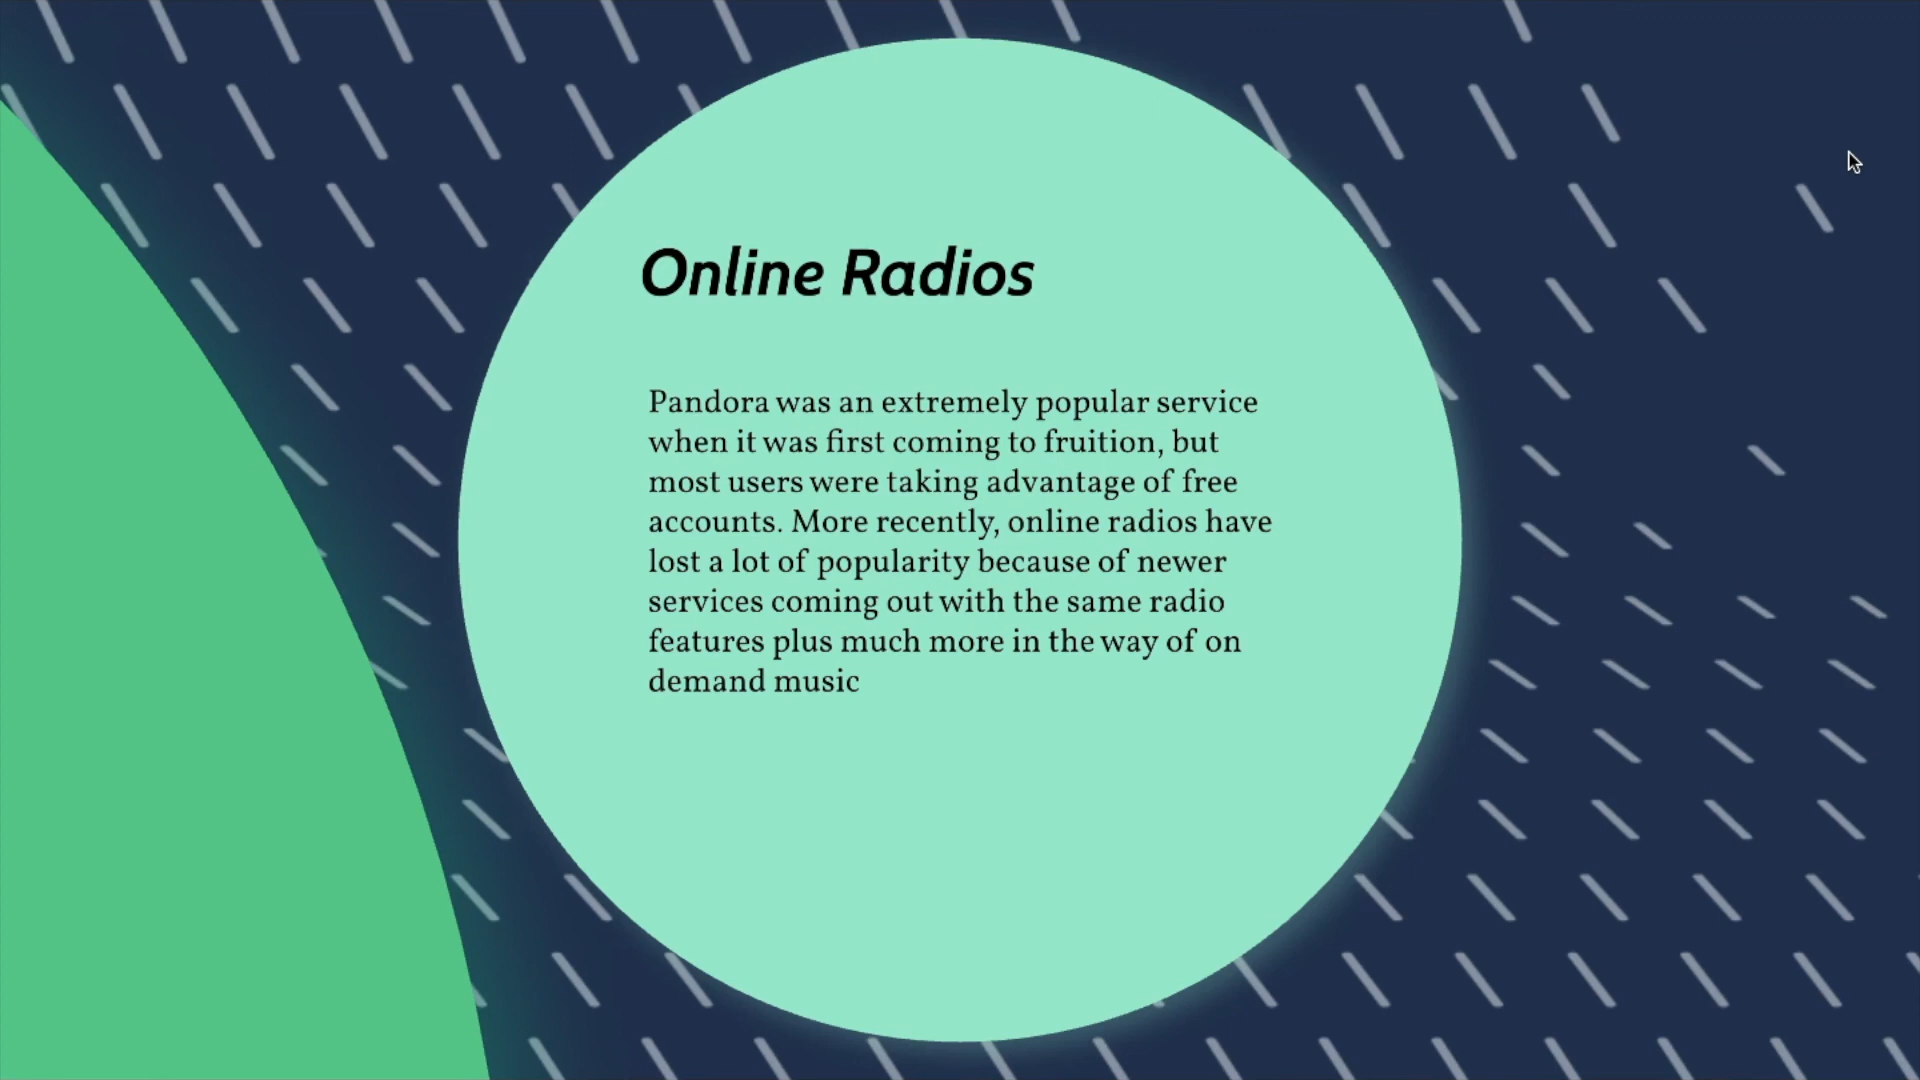 Online Radios
Pandora was an extremely popular service
when it was first coming to fruition, but
most users were taking advantage of free
accounts. More recently, online radios have
lost a lot of popularity because of newer
services coming out with the same radio
features plus much more in the way of on
demand music